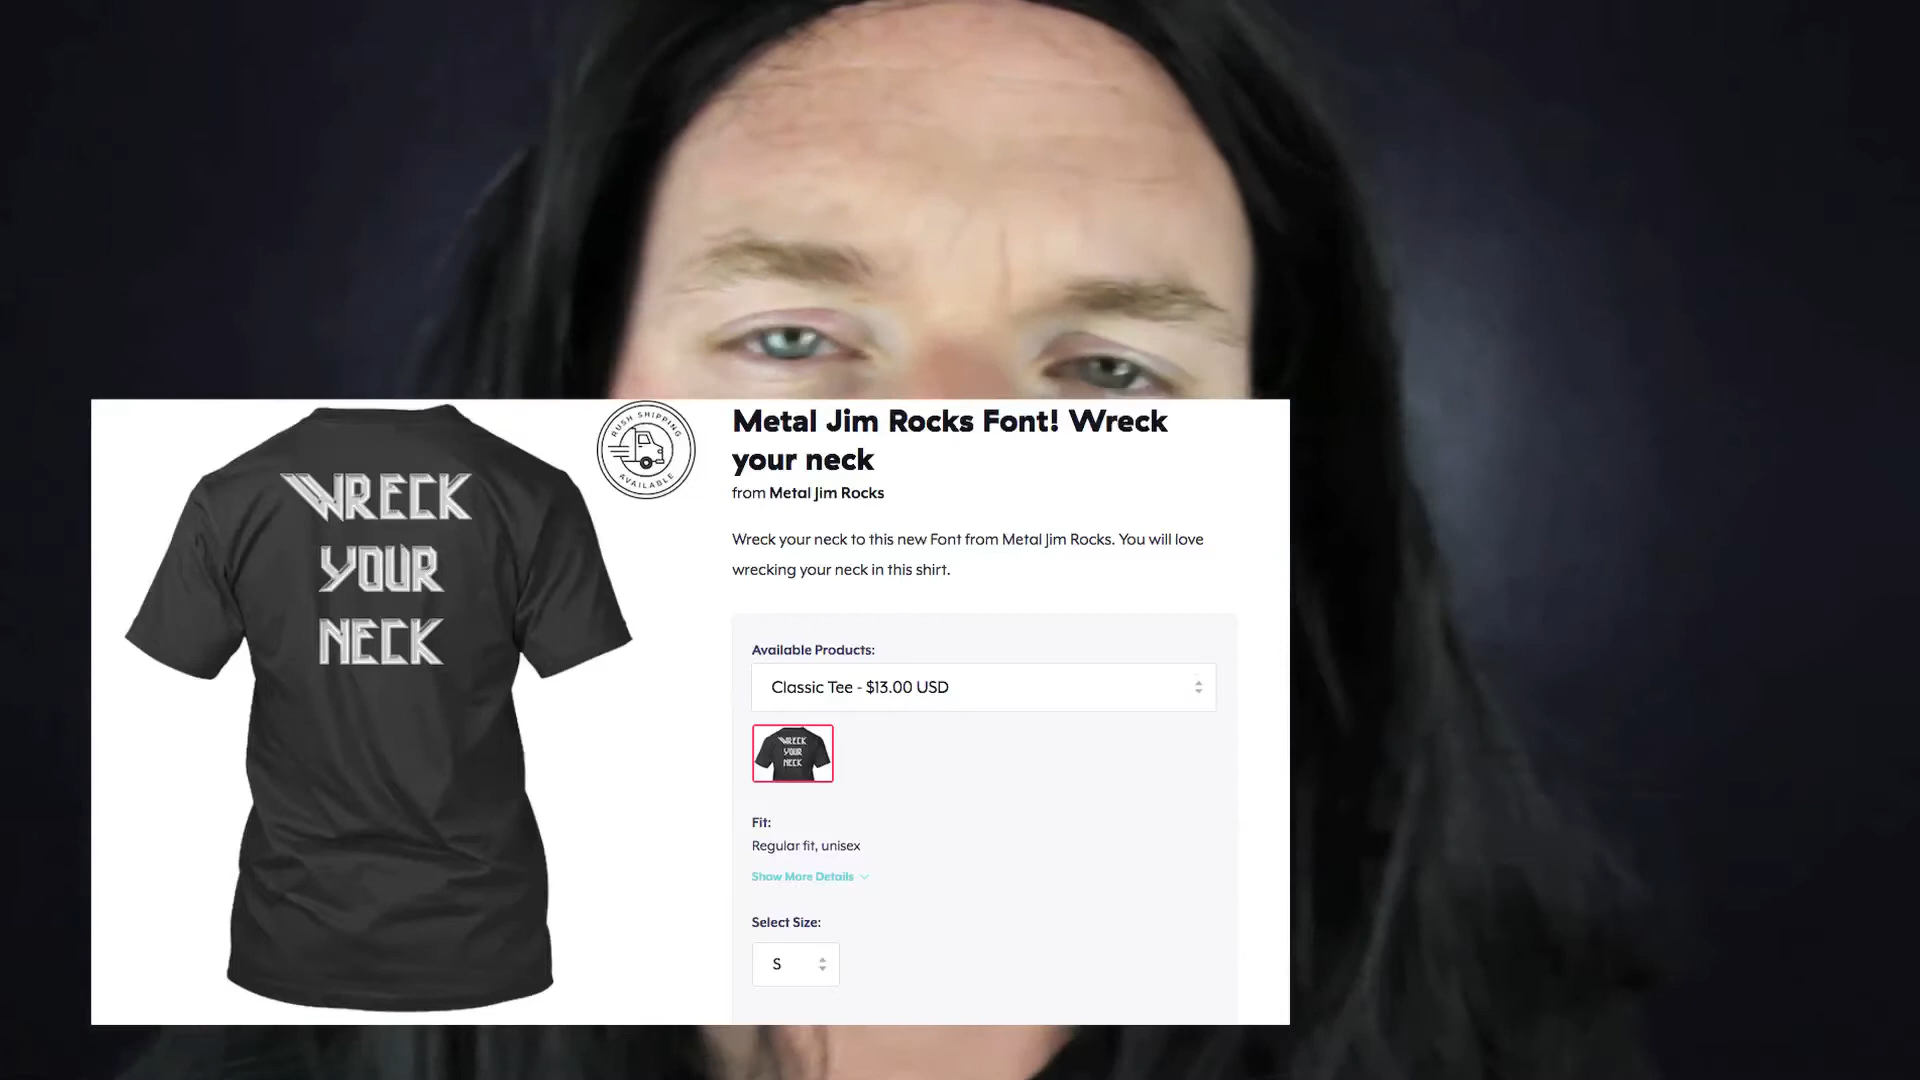 WRECK
YOUR
NECK
RUSH SHIPPING
AVAILABLE
Metal Jim Rocks Font! Wreck
your neck
from Metal Jim Rocks
Wreck your neck to this new Font from Metal Jim Rocks. You will love
wrecking your neck in this shirt.
Available Products:
Classic Tee - $13.00 USD
WRECK
YOUR
NECK
Fit:
Regular fit, unisex
Show More Details
Select Size:
S